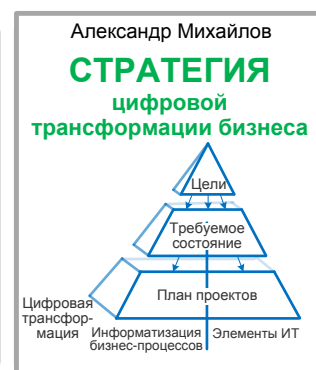 Александр Михайлов
СТРАТЕГИЯ
цифровой
трансформации бизнеса
Цели
Требуемое
состояние
План проектов
Цифровая
трансфор-
мация
Информатизация
бизнес-процессов
Элементы ИТ